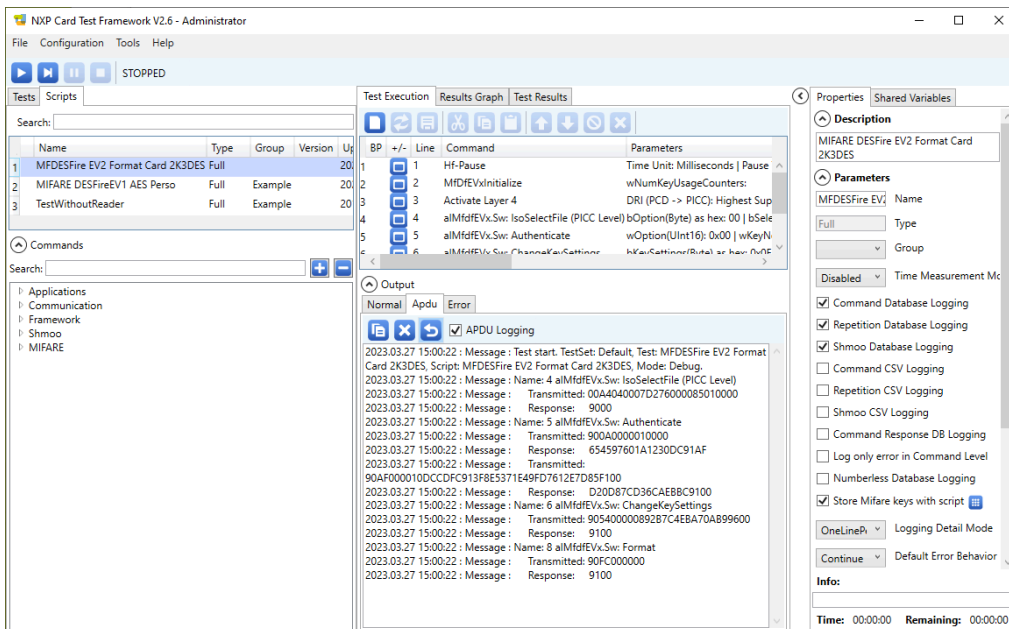 NXP Card Test Framework V2.6 - Administrator
File Configuration Tools Help
STOPPED
Tests Scripts
Search:
Name Type Group Version Up
1 MFDESFire EV2 Format Card 2K3DES Full 20
2 MIFARE DESFireEV1 AES Perso Full Example 20
3 TestWithoutReader Full Example 20
Commands
Search:
Applications
Communication
Framework
Shmoo
MIFARE
Test Execution Results Graph Test Results
BP +/- Line Command Parameters
1 1 Hf-Pause Time Unit: Milliseconds | Pause
2 2 MfDfEVxInitialize wNumKeyUsageCounters:
3 3 Activate Layer 4 DRI (PCD -> PICC): Highest Sup
4 4 alMfdfEVx.Sw: IsoSelectFile (PICC Level) bOption(Byte) as hex: 00 | bSele
5 5 alMfdfEVx.Sw: Authenticate wOption(UInt16): 0x00 | wKeyN
6 6 alMfdfEVx.Sw: ChangeKeySettings bKeySettings(Byte) as hex: 0x0F
Output
Normal Apdu Error
APDU Logging
2023.03.27 15:00:22 : Message : Test start. TestSet: Default, Test: MFDESFire EV2 Format
Card 2K3DES, Script: MFDESFire EV2 Format Card 2K3DES, Mode: Debug.
2023.03.27 15:00:22 : Message : Name: 4 alMfdfEVx.Sw: IsoSelectFile (PICC Level)
2023.03.27 15:00:22 : Message : Transmitted: 00A4040007D276000085010000
2023.03.27 15:00:22 : Message : Response: 9000
2023.03.27 15:00:22 : Message : Name: 5 alMfdfEVx.Sw: Authenticate
2023.03.27 15:00:22 : Message : Transmitted: 900A0000010000
2023.03.27 15:00:22 : Message : Response: 654597601A1230DC91AF
2023.03.27 15:00:22 : Message : Transmitted:
90AF000010DCCDFC913F8E5371E49FD7612E7D85F100
2023.03.27 15:00:22 : Message : Response: D20D87CD36CAEBBC9100
2023.03.27 15:00:22 : Message : Name: 6 alMfdfEVx.Sw: ChangeKeySettings
2023.03.27 15:00:22 : Message : Transmitted: 905400000892B7C4EBA70AB99600
2023.03.27 15:00:22 : Message : Response: 9100
2023.03.27 15:00:22 : Message : Name: 8 alMfdfEVx.Sw: Format
2023.03.27 15:00:22 : Message : Transmitted: 90FC000000
2023.03.27 15:00:22 : Message : Response: 9100
Properties Shared Variables
Description
MIFARE DESFire EV2 Format Card
2K3DES
Parameters
MFDESFire EV2 Name
Full Type
Group
Disabled Time Measurement Mo
Command Database Logging
Repetition Database Logging
Shmoo Database Logging
Command CSV Logging
Repetition CSV Logging
Shmoo CSV Logging
Command Response DB Logging
Log only error in Command Level
Numberless Database Logging
Store Mifare keys with script
OneLineP Logging Detail Mode
Continue Default Error Behavior
Info:
Time: 00:00:00 Remaining: 00:00:00